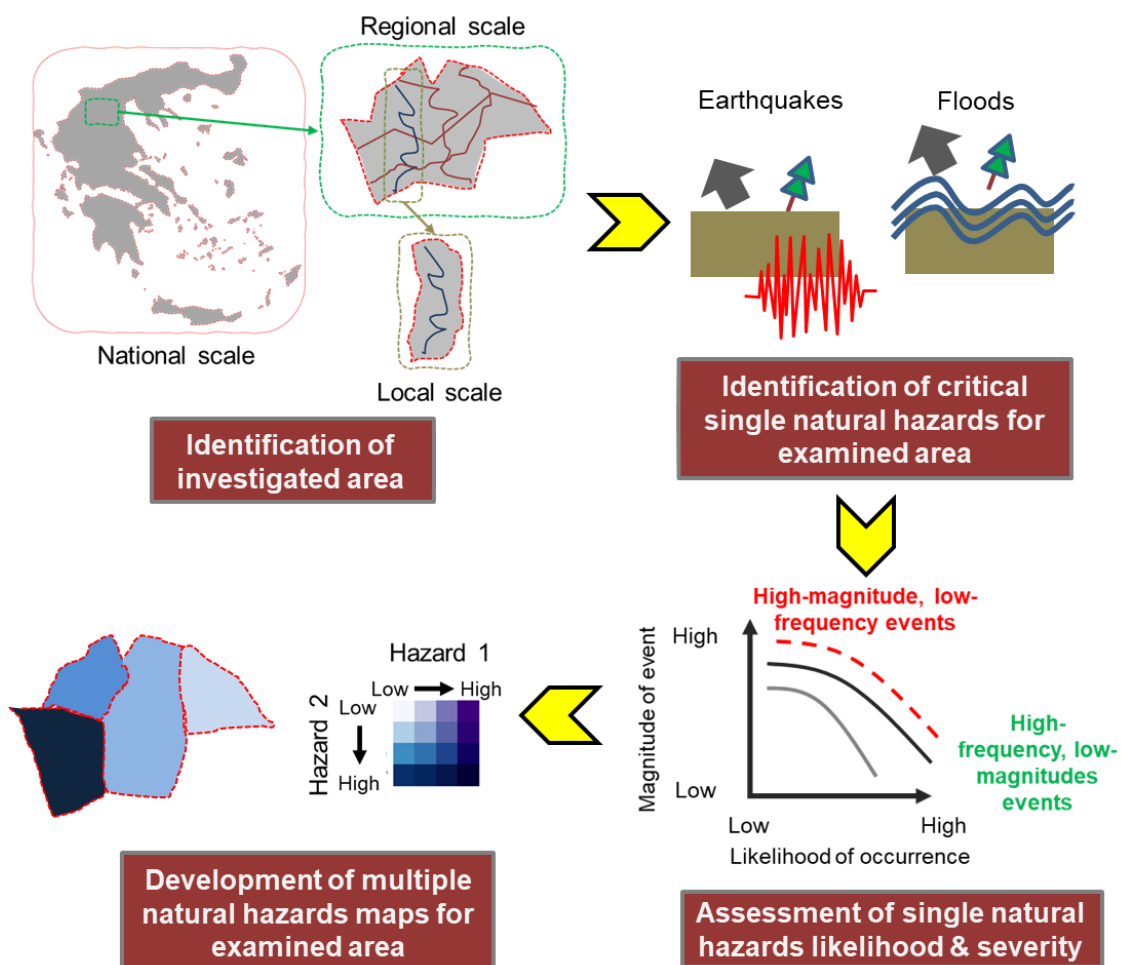 Regional scale
National scale
Local scale
Identification of
investigated area
Earthquakes
Floods
Identification of critical
single natural hazards for
examined area
High-magnitude, low-
frequency events
High
Magnitude of event
Low
Low
High
Likelihood of occurrence
High-
frequency, low-
magnitudes
events
Assessment of single natural
hazards likelihood & severity
Hazard 1
Low
High
Hazard 2
Low
High
Development of multiple
natural hazards maps for
examined area